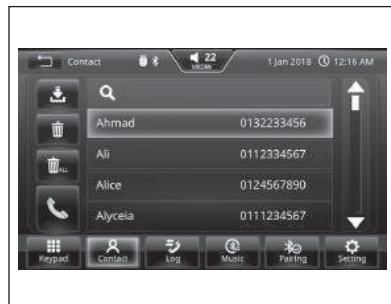 Contact 22 VOLUME 1 Jan 2018 12:16 AM
Ahmad 0132233456
Ali 0112334567
ALL
Alice 0124567890
Alyceia 0111234567
Keypad Contact Log Music Pairing Setting